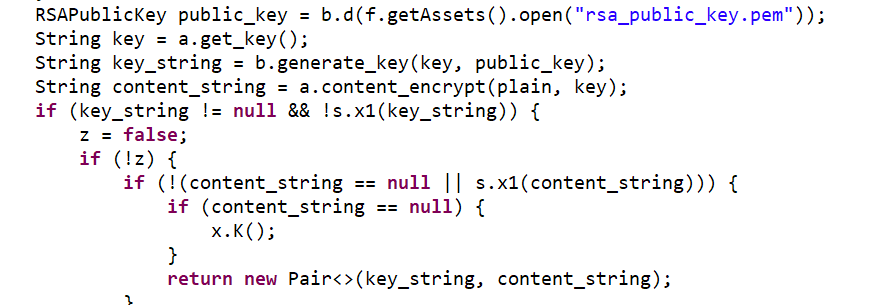 RSAPublicKey public_key = b.d(f.getAssets().open("rsa_public_key.pem"));
String key = a.get_key();
String key_string = b.generate_key(key, public_key);
String content_string = a.content_encrypt(plain, key);
if (key_string != null && !s.x1(key_string)) {
    z = false;
    if (!z) {
        if (!(content_string == null || s.x1(content_string))) {
            if (content_string == null) {
                x.K();
            }
            return new Pair<>(key_string, content_string);
        }